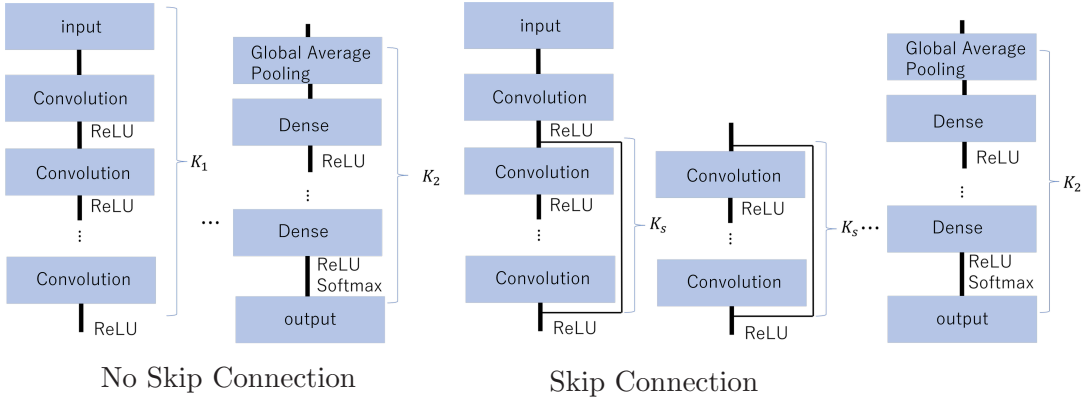 input
Convolution
ReLU
Convolution
ReLU
⋮
Convolution
ReLU
K₁
...
Global Average
Pooling
Dense
ReLU
⋮
Dense
ReLU
Softmax
output
K₂
No Skip Connection
input
Convolution
ReLU
Convolution
ReLU
⋮
Convolution
ReLU
Kₛ
Convolution
ReLU
⋮
Convolution
ReLU
Kₛ
...
Global Average
Pooling
Dense
ReLU
⋮
Dense
ReLU
Softmax
output
K₂
Skip Connection